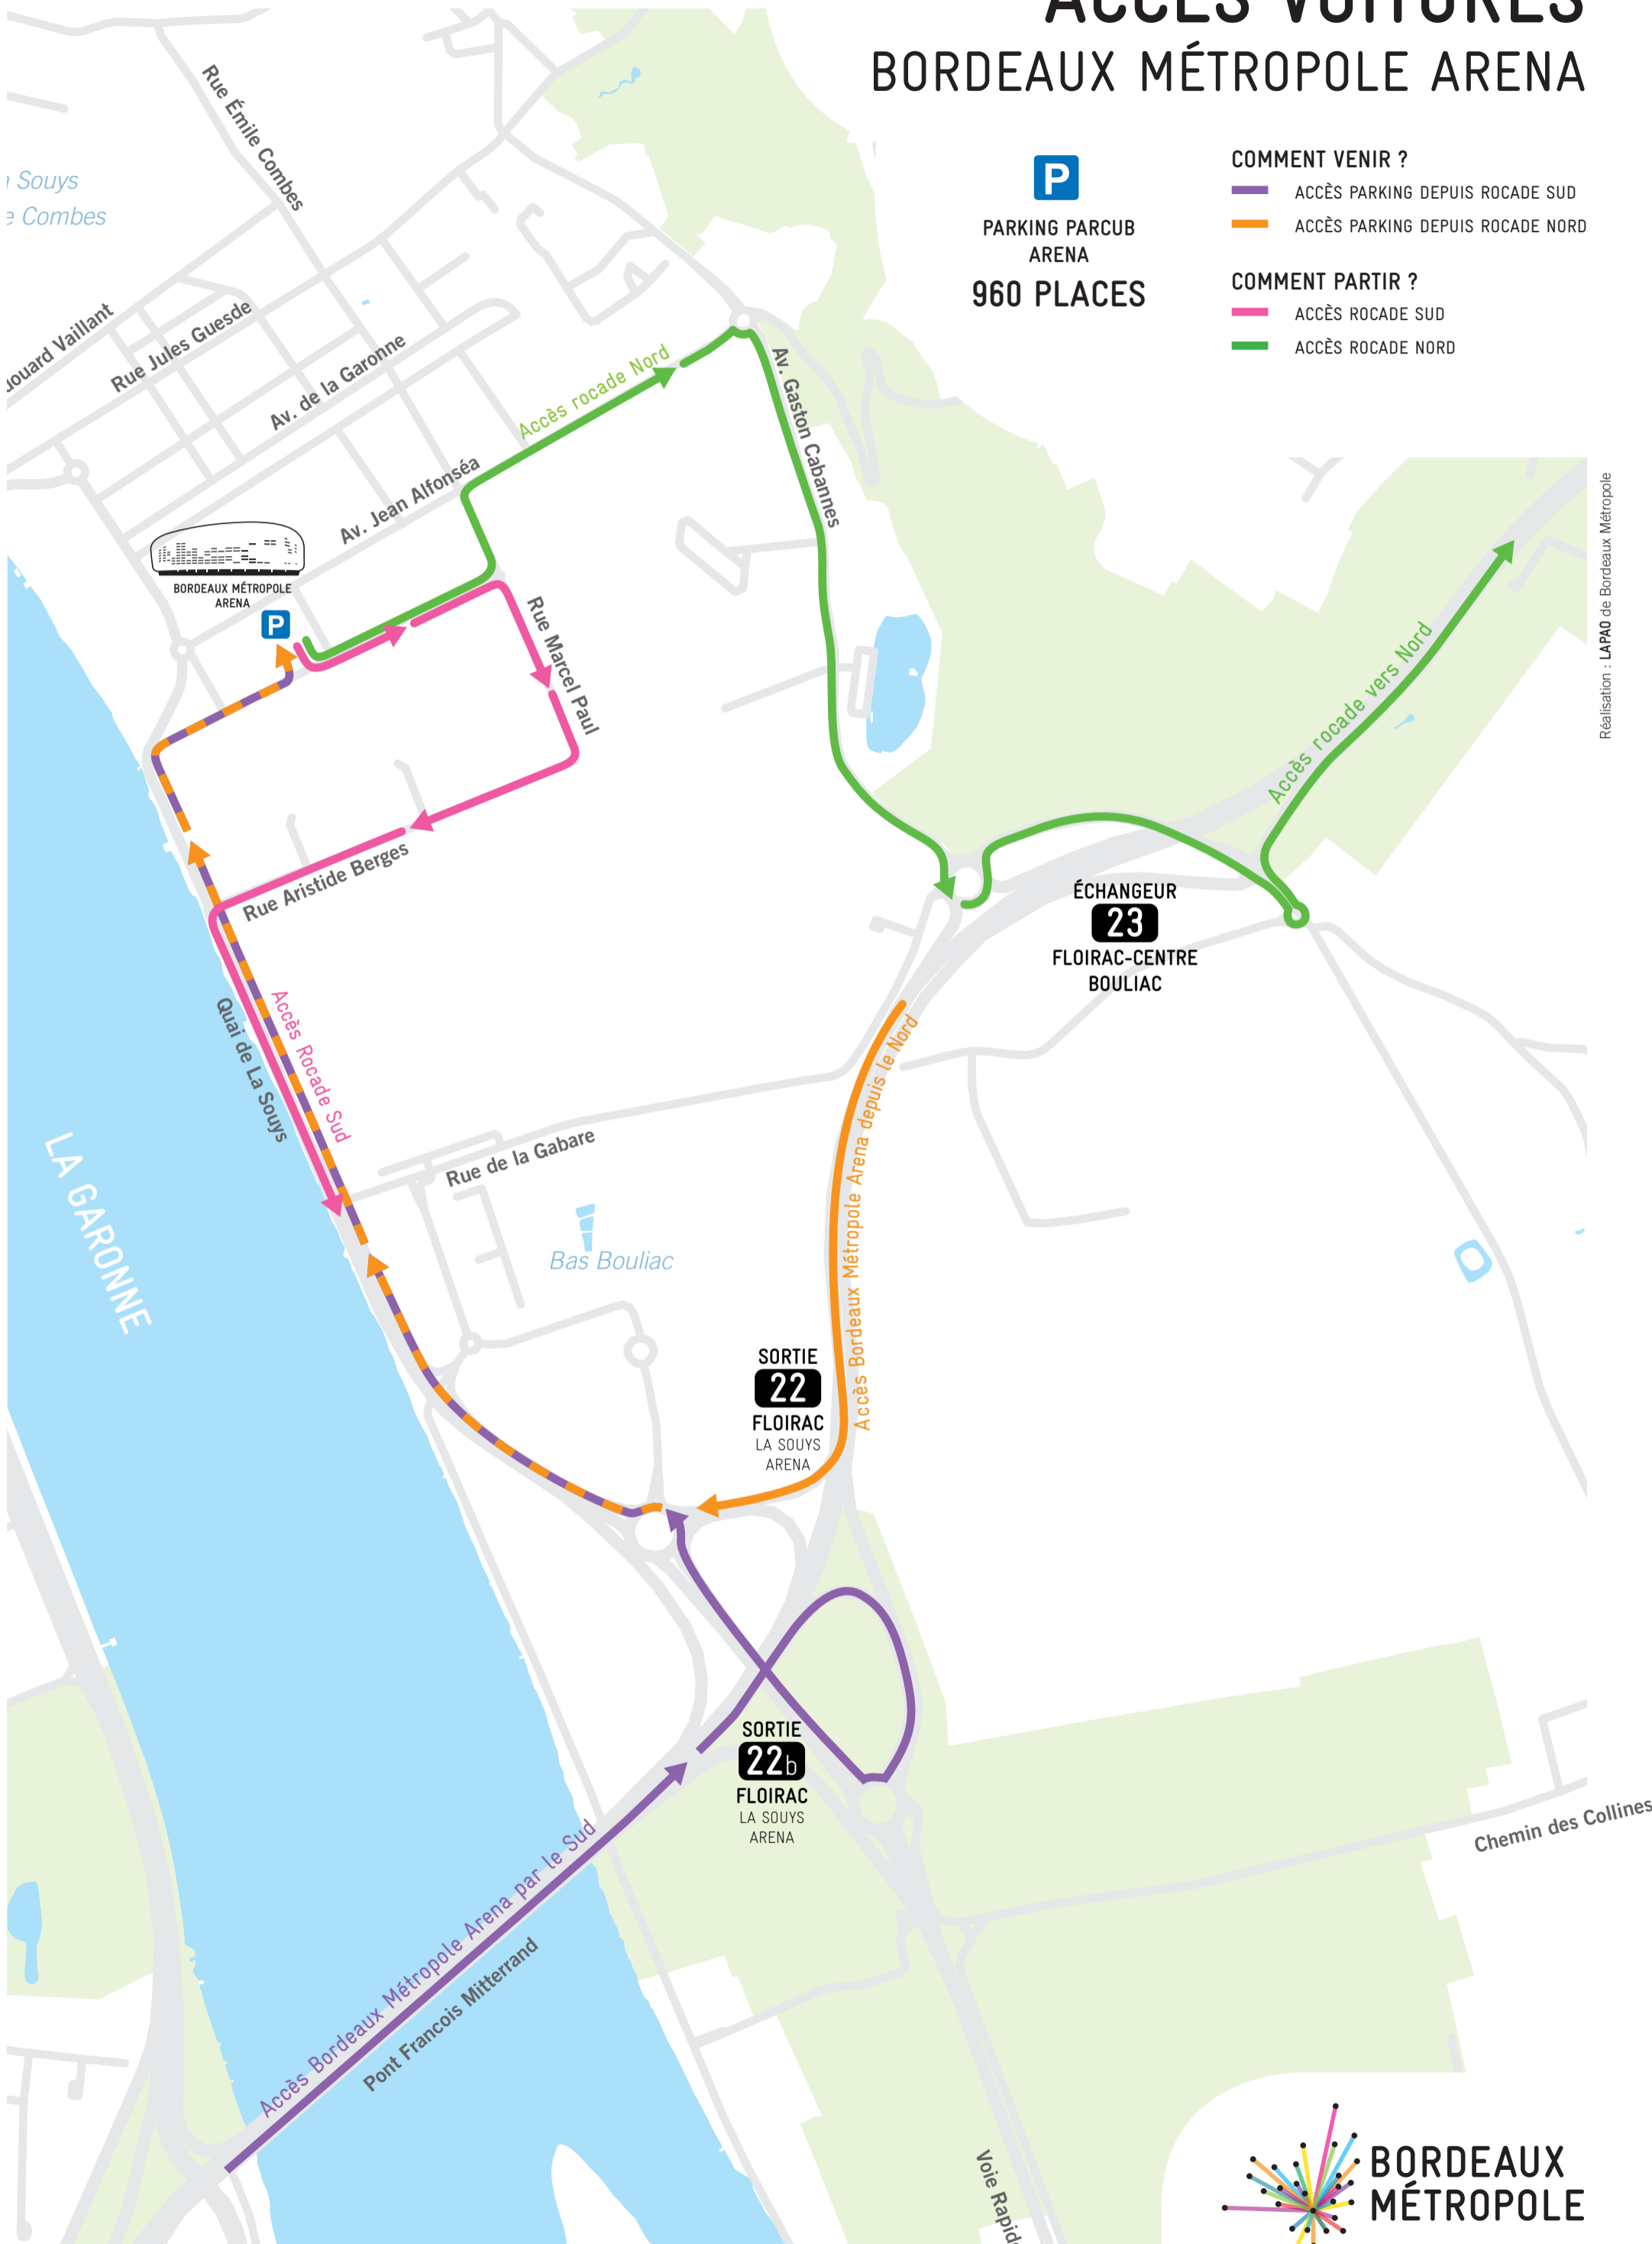 ACCÈS VOITURES
BORDEAUX MÉTROPOLE ARENA
P
PARKING PARCUB
ARENA
960 PLACES
COMMENT VENIR ?
ACCÈS PARKING DEPUIS ROCADE SUD
ACCÈS PARKING DEPUIS ROCADE NORD
COMMENT PARTIR ?
ACCÈS ROCADE SUD
ACCÈS ROCADE NORD
Rue Émile Combes
Souys
Combes
Rue Jules Guesde
Vaillant
Av. de la Garonne
Accès rocade Nord
Av. Gaston Cabannes
Av. Jean Alfonséa
BORDEAUX MÉTROPOLE
ARENA
P
Rue Marcel Paul
Réalisation : LAPAO de Bordeaux Métropole
Accès rocade vers Nord
Rue Aristide Berges
ÉCHANGEUR
23
FLOIRAC-CENTRE
BOULIAC
Accès Rocade Sud
Quai de La Souys
Accès Bordeaux Métropole Arena depuis le Nord
LA GARONNE
Rue de la Gabare
Bas Bouliac
SORTIE
22
FLOIRAC
LA SOUYS
ARENA
SORTIE
22b
FLOIRAC
LA SOUYS
ARENA
Chemin des Collines
Accès Bordeaux Métropole Arena par le Sud
Pont Francois Mitterrand
Voie Rapide
BORDEAUX
MÉTROPOLE